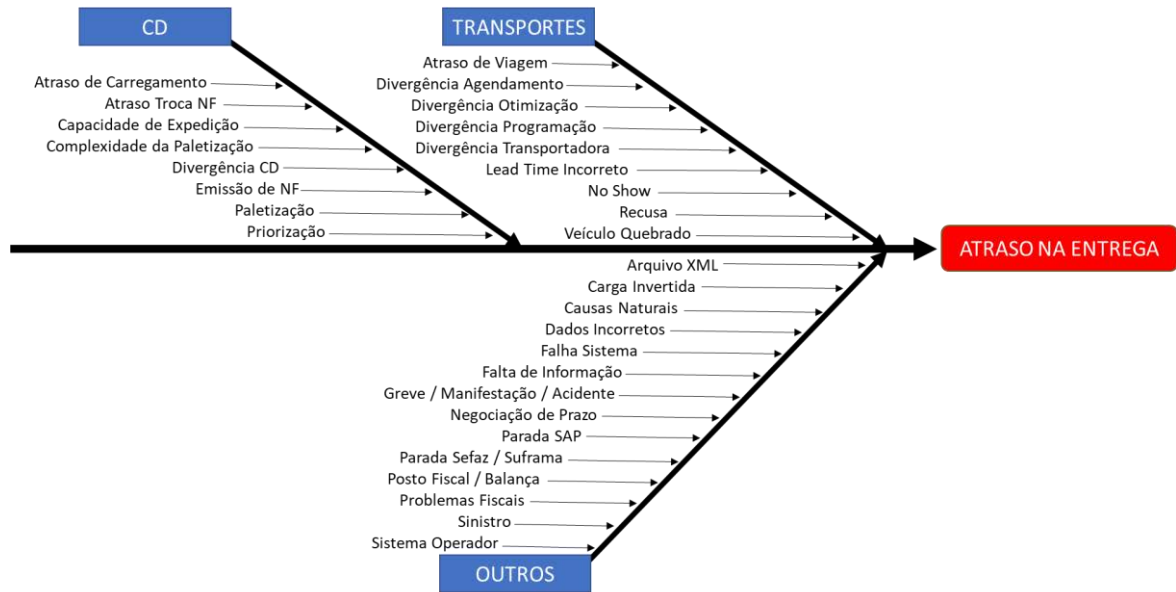 CD
Atraso de Carregamento
Atraso Troca NF
Capacidade de Expedição
Complexidade da Paletização
Divergência CD
Emissão de NF
Paletização
Priorização
TRANSPORTES
Atraso de Viagem
Divergência Agendamento
Divergência Otimização
Divergência Programação
Divergência Transportadora
Lead Time Incorreto
No Show
Recusa
Veículo Quebrado
ATRASO NA ENTREGA
Arquivo XML
Carga Invertida
Causas Naturais
Dados Incorretos
Falha Sistema
Falta de Informação
Greve / Manifestação / Acidente
Negociação de Prazo
Parada SAP
Parada Sefaz / Suframa
Posto Fiscal / Balança
Problemas Fiscais
Sinistro
Sistema Operador
OUTROS